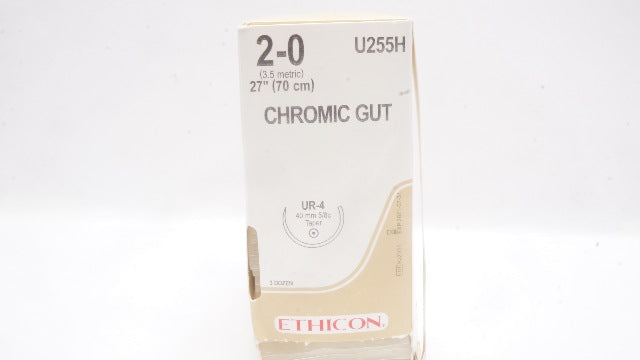 2-0
U255H
(3.5 metric)
27" (70 cm)
CHROMIC GUT
UR-4
40 mm 5/8c
Taper
3 DOZEN
ETHICON